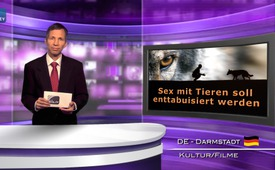 Sex mit Tieren soll
enttabuisiert werden
DE - Darmstadt
Kultur/Filme